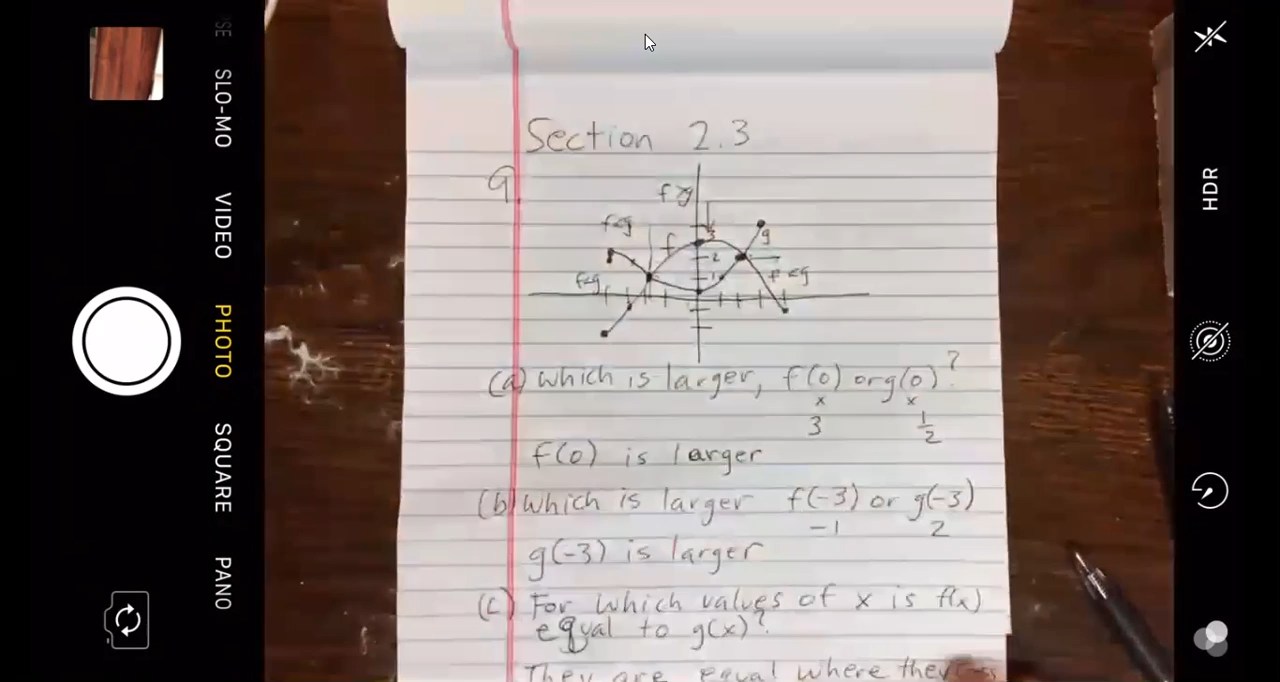 SLO-MO
VIDEO
PHOTO
SQUARE
PANO
HDR
Section 2.3
9.
f>g
f<g
f
3
g
2
f<g
1
f<g
(a) which is larger, f(0) or g(0)?
x x
3 1/2
f(0) is larger
(b) which is larger f(-3) or g(-3)
-1 2
g(-3) is larger
(c) For which values of x is f(x)
equal to g(x)?
They are equal where they